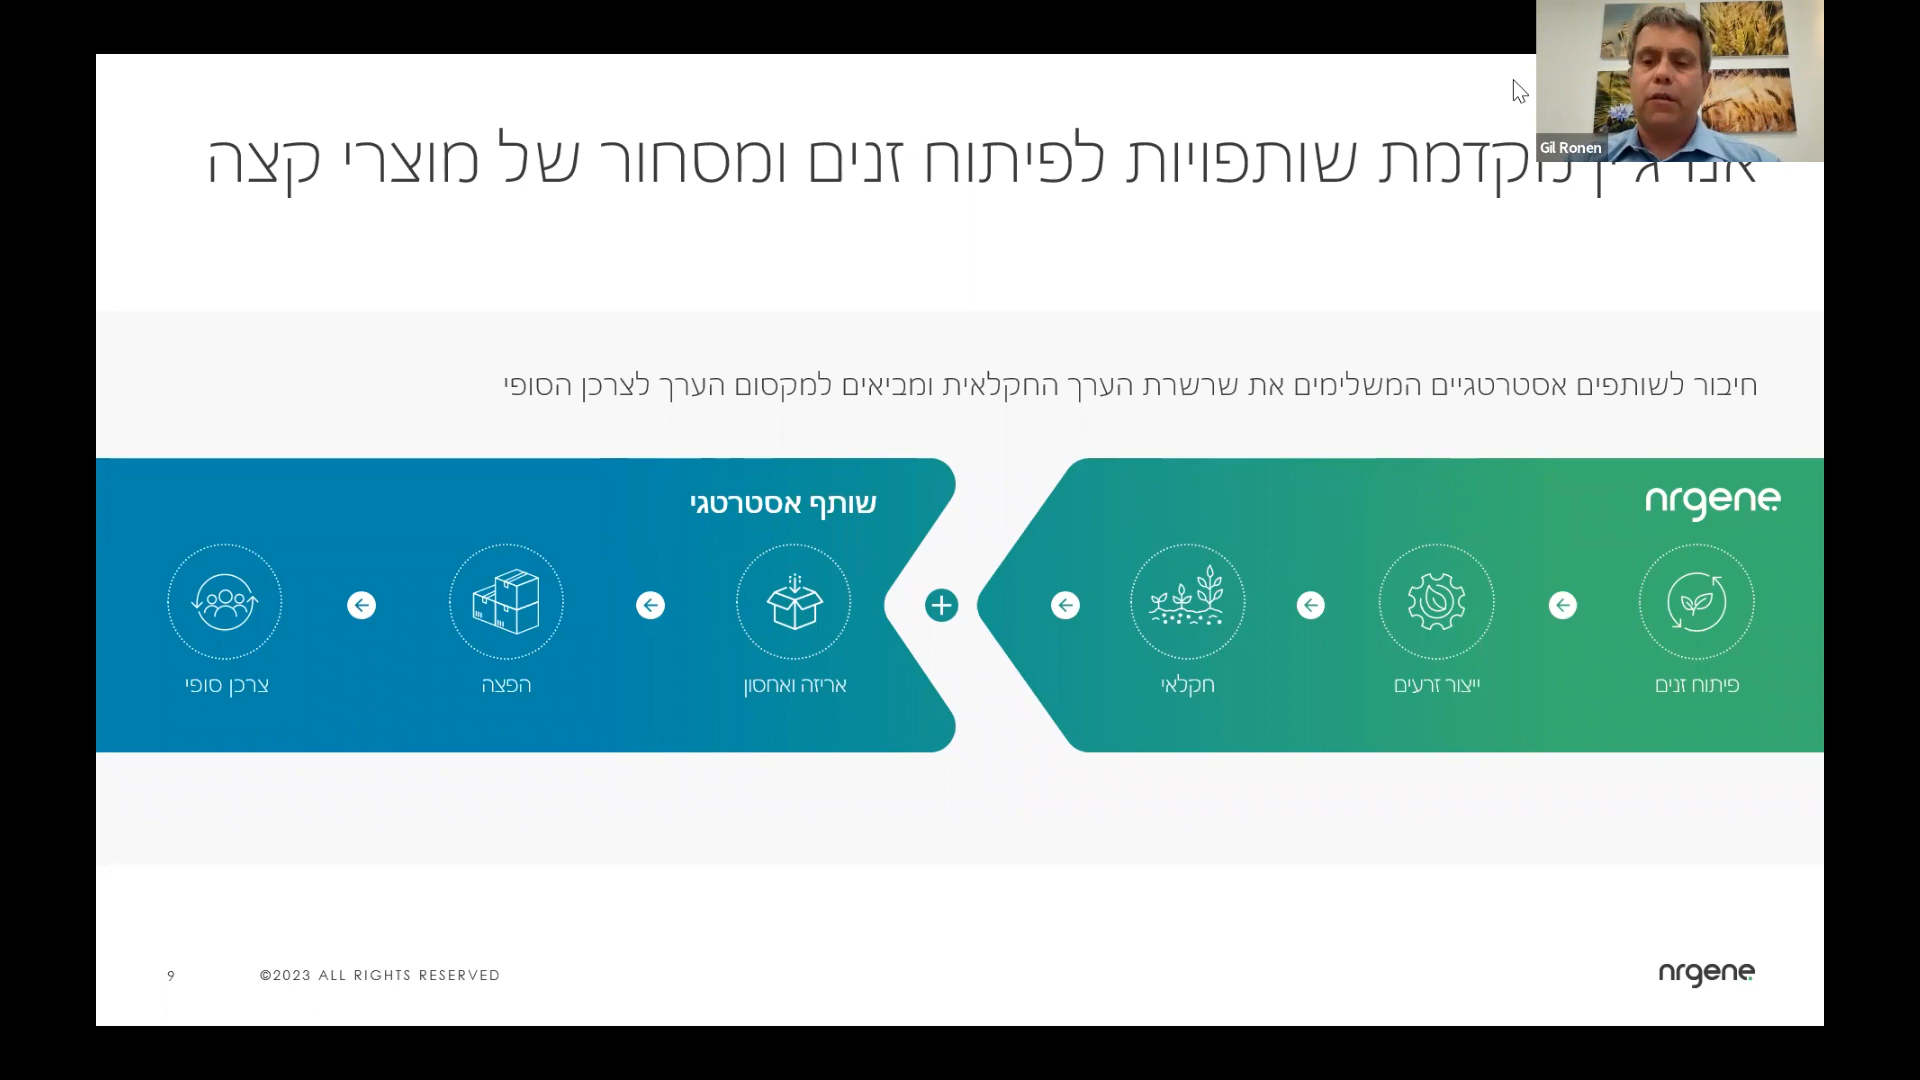 Gil Ronen
שותפויות לפיתוח זנים ומסחור של מוצרי קצה
חיבור לשותפים אסטרטגיים המשלימים את שרשרת הערך החקלאית ומביאים למקסום הערך לצרכן הסופי
nrgene
פיתוח זנים
ייצור זרעים
חקלאי
שותף אסטרטגי
אריזה ואחסון
הפצה
צרכן סופי
9
©2023 ALL RIGHTS RESERVED
nrgene